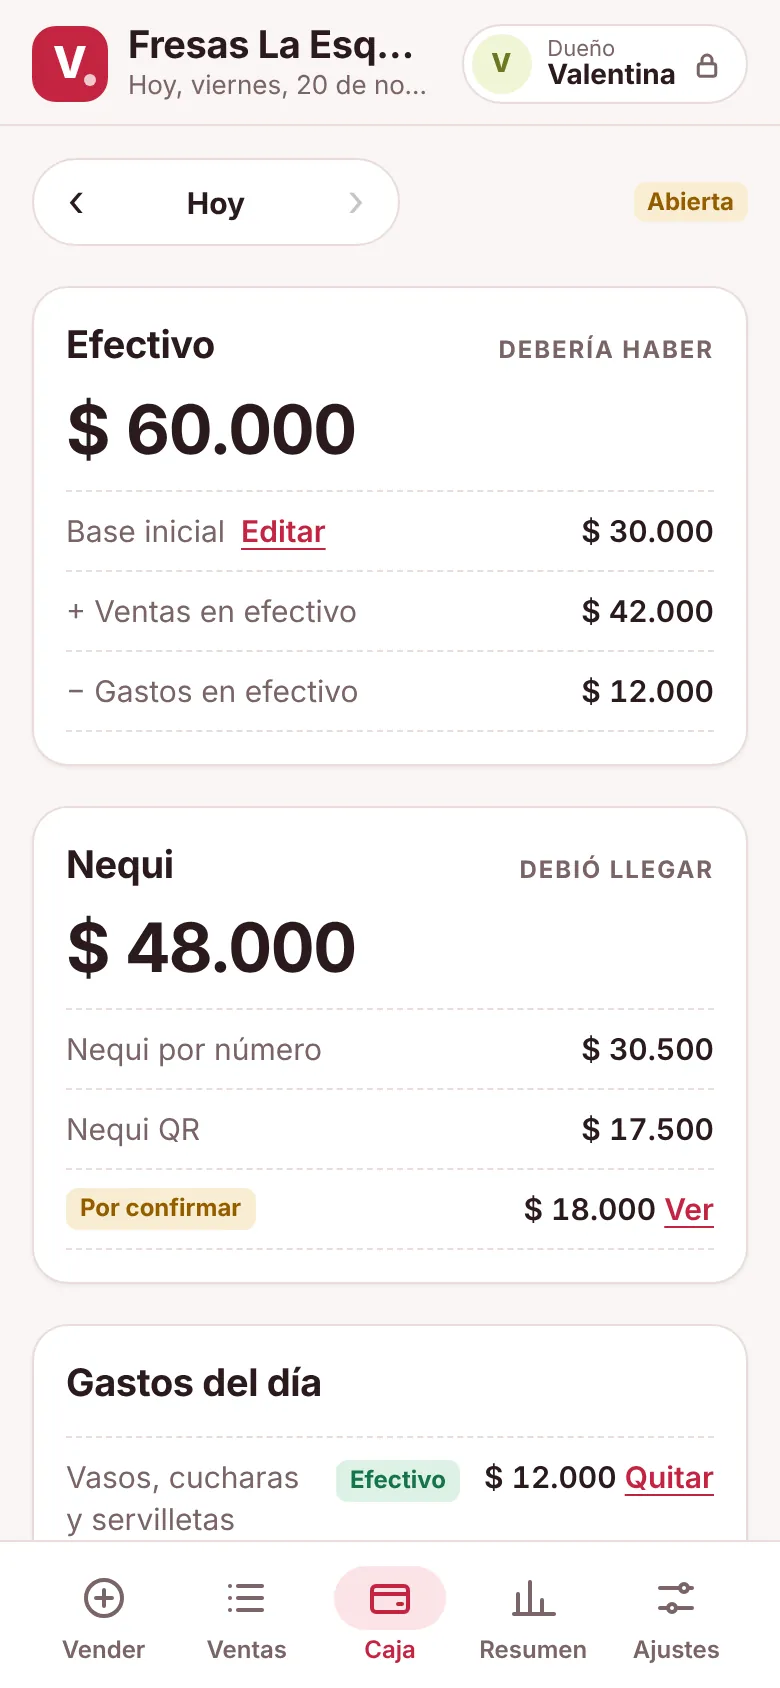 V.
Fresas La Esq...
Hoy, viernes, 20 de no...
V
Dueño
Valentina
Hoy
Abierta
Efectivo
DEBERÍA HABER
$ 60.000
Base inicial Editar $ 30.000
+ Ventas en efectivo $ 42.000
− Gastos en efectivo $ 12.000
Nequi
DEBIÓ LLEGAR
$ 48.000
Nequi por número $ 30.500
Nequi QR $ 17.500
Por confirmar $ 18.000 Ver
Gastos del día
Vasos, cucharas
y servilletas
Efectivo
$ 12.000 Quitar
Vender
Ventas
Caja
Resumen
Ajustes